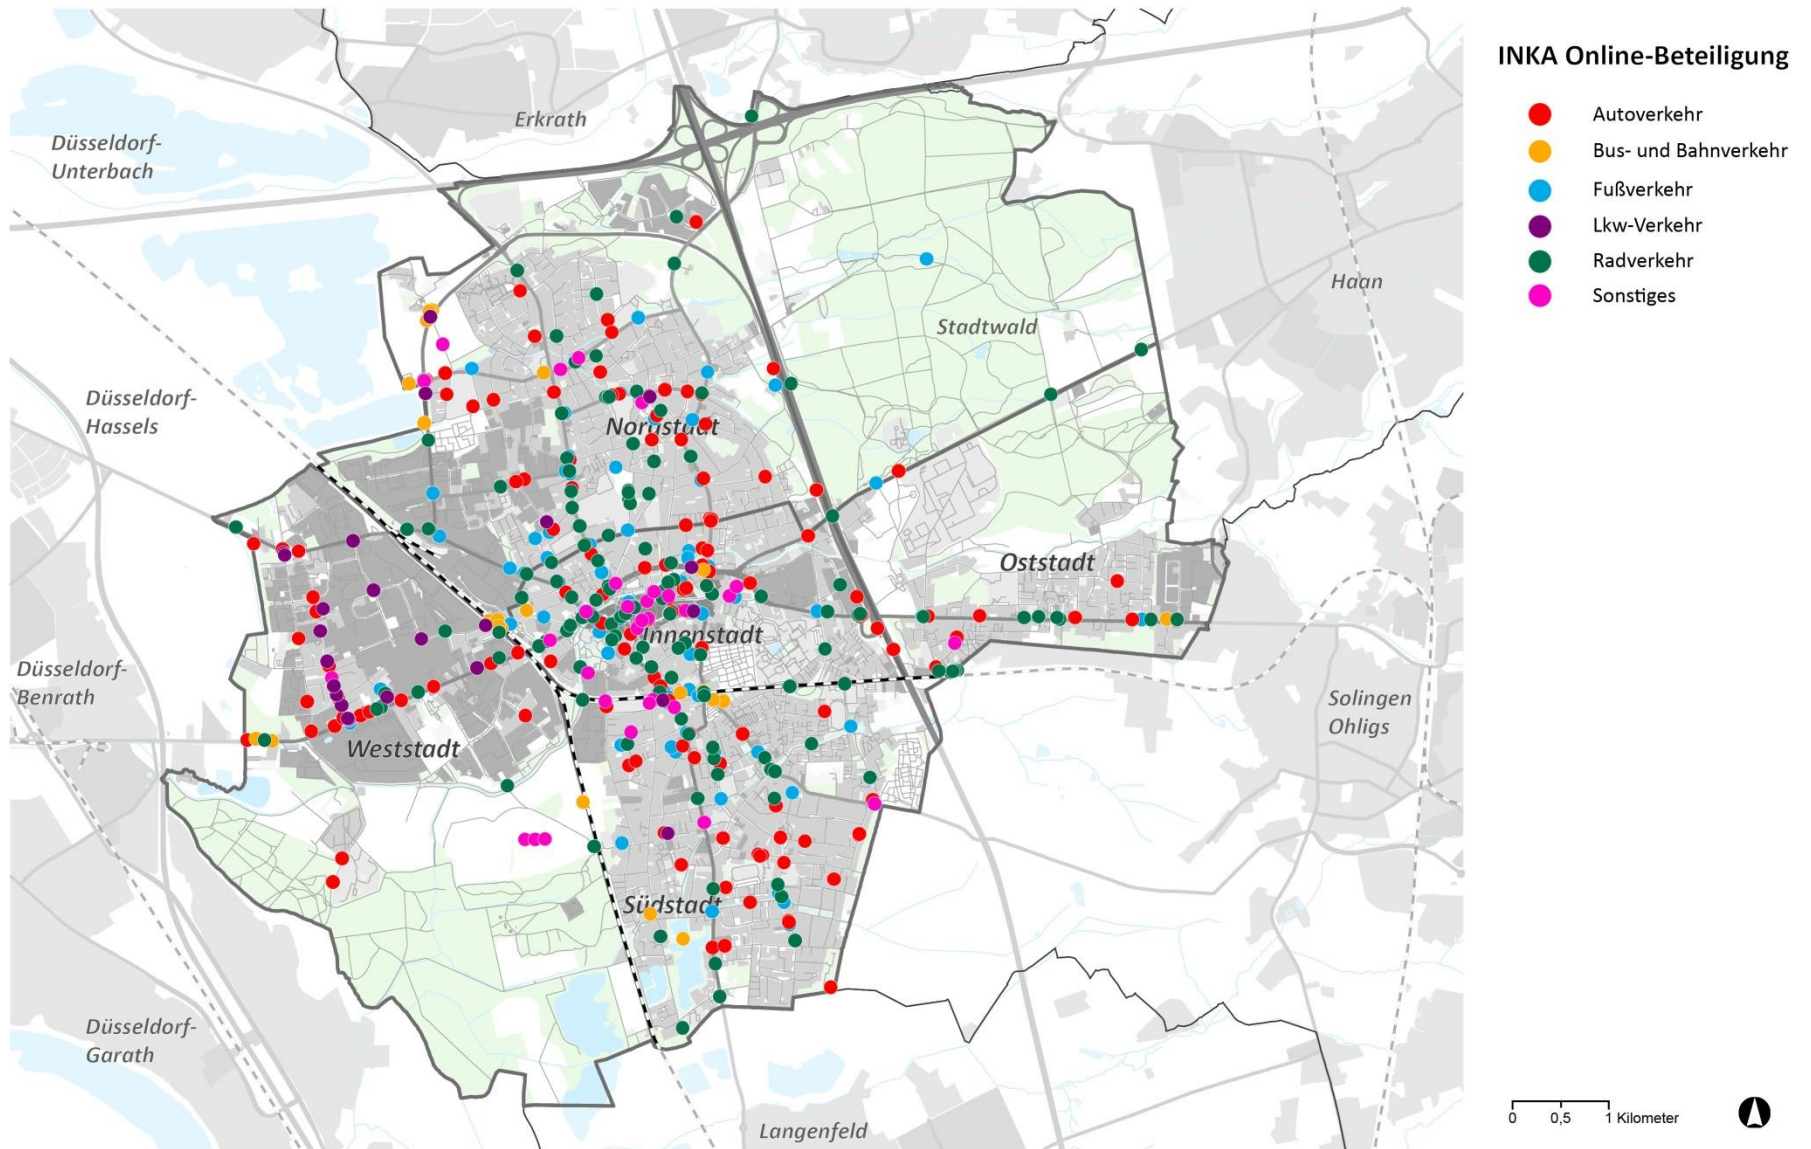 INKA Online-Beteiligung
Autoverkehr
Bus- und Bahnverkehr
Fußverkehr
Lkw-Verkehr
Radverkehr
Sonstiges
Erkrath
Düsseldorf-
Unterbach
Haan
Stadtwald
Düsseldorf-
Hassels
Nordstadt
Oststadt
Innenstadt
Düsseldorf-
Benrath
Solingen
Ohligs
Weststadt
Südstadt
Düsseldorf-
Garath
Langenfeld
0 0,5 1 Kilometer